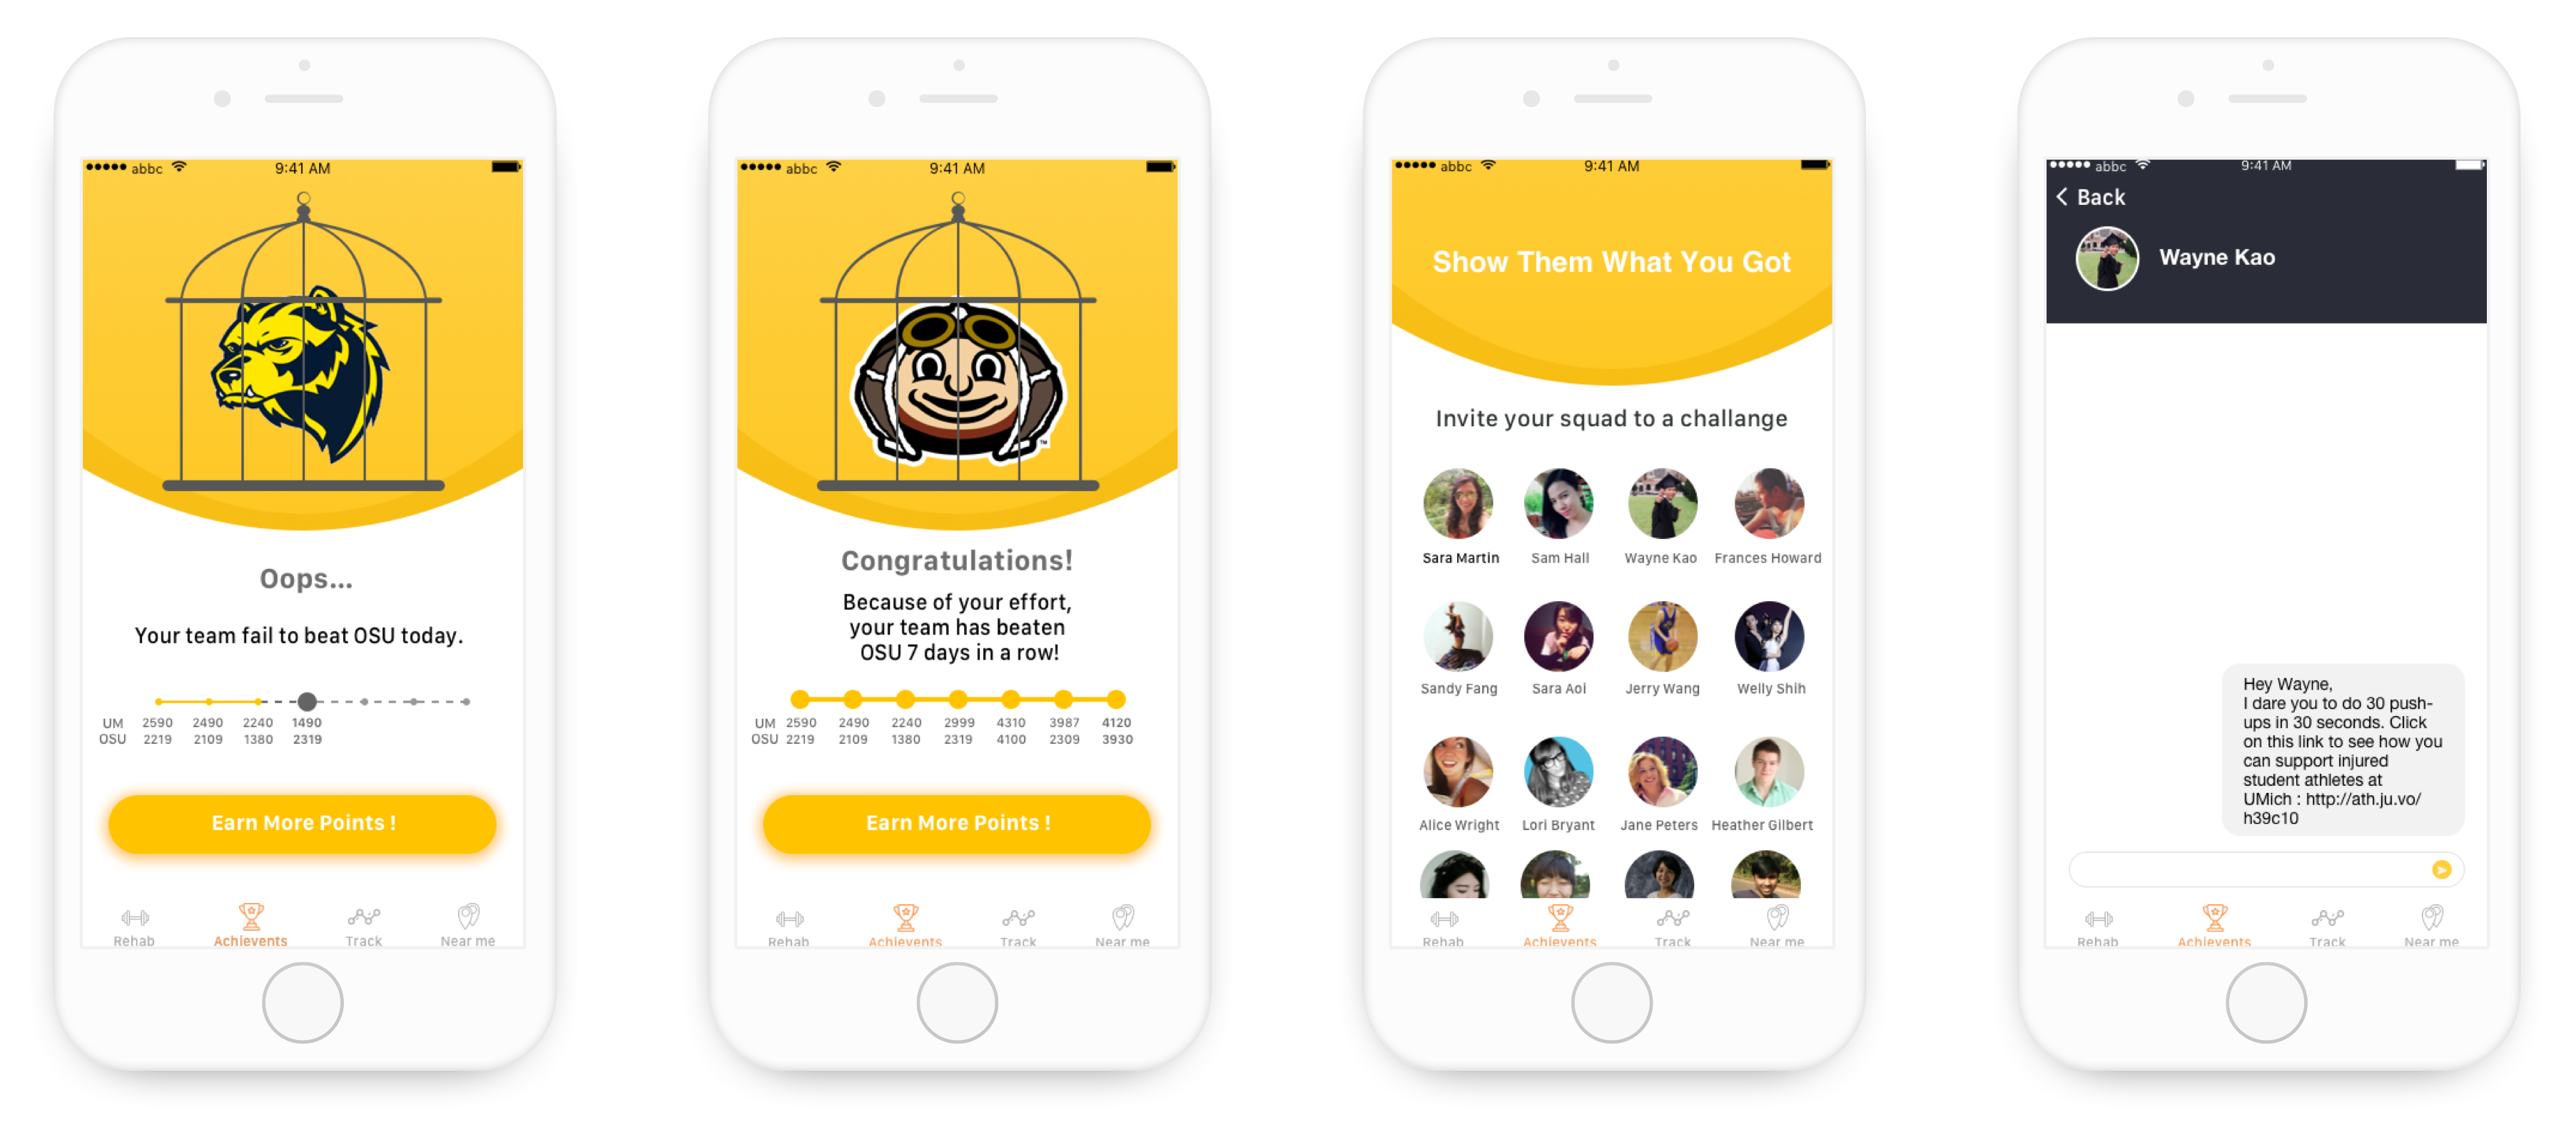 abbc 9:41 AM
Oops...
Your team fail to beat OSU today.
UM 2590 2490 2240 1490
OSU 2219 2109 1380 2319
Earn More Points !
Rehab Achievents Track Near me
abbc 9:41 AM
TM
Congratulations!
Because of your effort,
your team has beaten
OSU 7 days in a row!
UM 2590 2490 2240 2999 4310 3987 4120
OSU 2219 2109 1380 2319 4100 2309 3930
Earn More Points !
Rehab Achievents Track Near me
abbc 9:41 AM
Show Them What You Got
Invite your squad to a challange
Sara Martin Sam Hall Wayne Kao Frances Howard
Sandy Fang Sara Aoi Jerry Wang Welly Shih
Alice Wright Lori Bryant Jane Peters Heather Gilbert
Rehab Achievents Track Near me
abbc 9:41 AM
Back
Wayne Kao
Hey Wayne,
I dare you to do 30 push-
ups in 30 seconds. Click
on this link to see how you
can support injured
student athletes at
UMich : http://ath.ju.vo/
h39c10
Rehab Achievents Track Near me